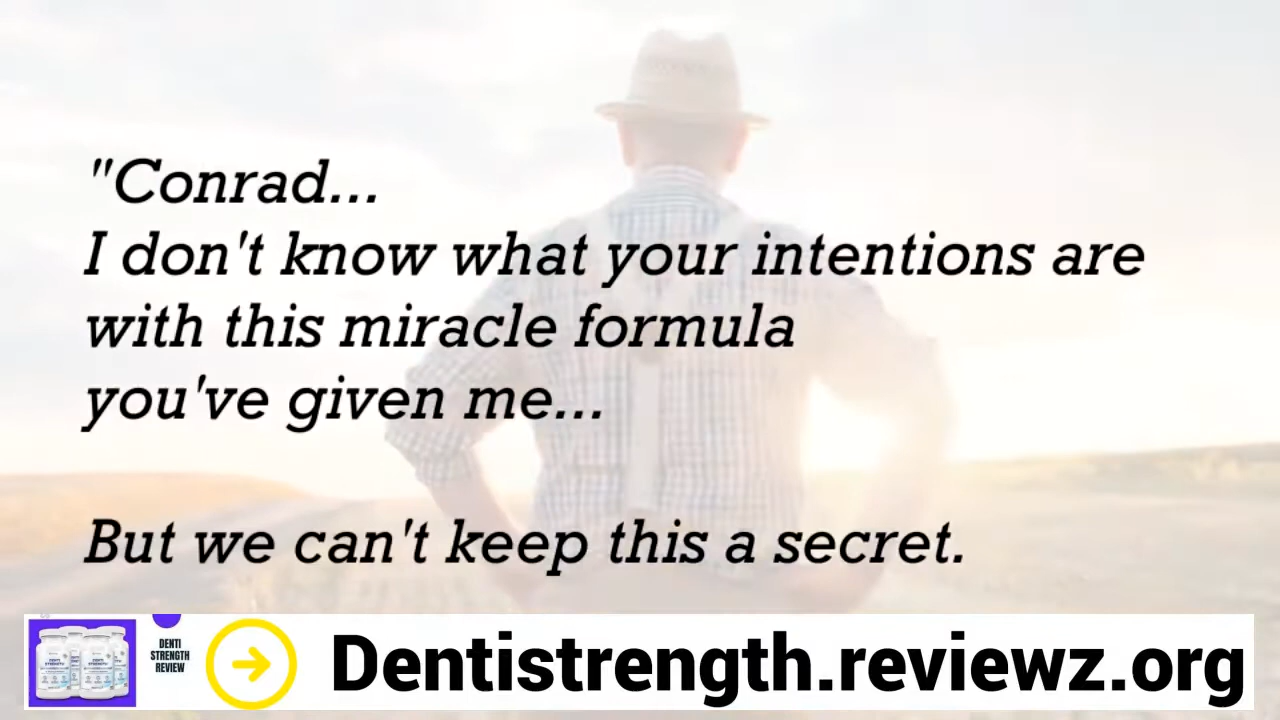 "Conrad...
I don't know what your intentions are
with this miracle formula
you've given me...
But we can't keep this a secret.
DENTI
STRENGTH
REVIEW
Dentistrength.reviewz.org